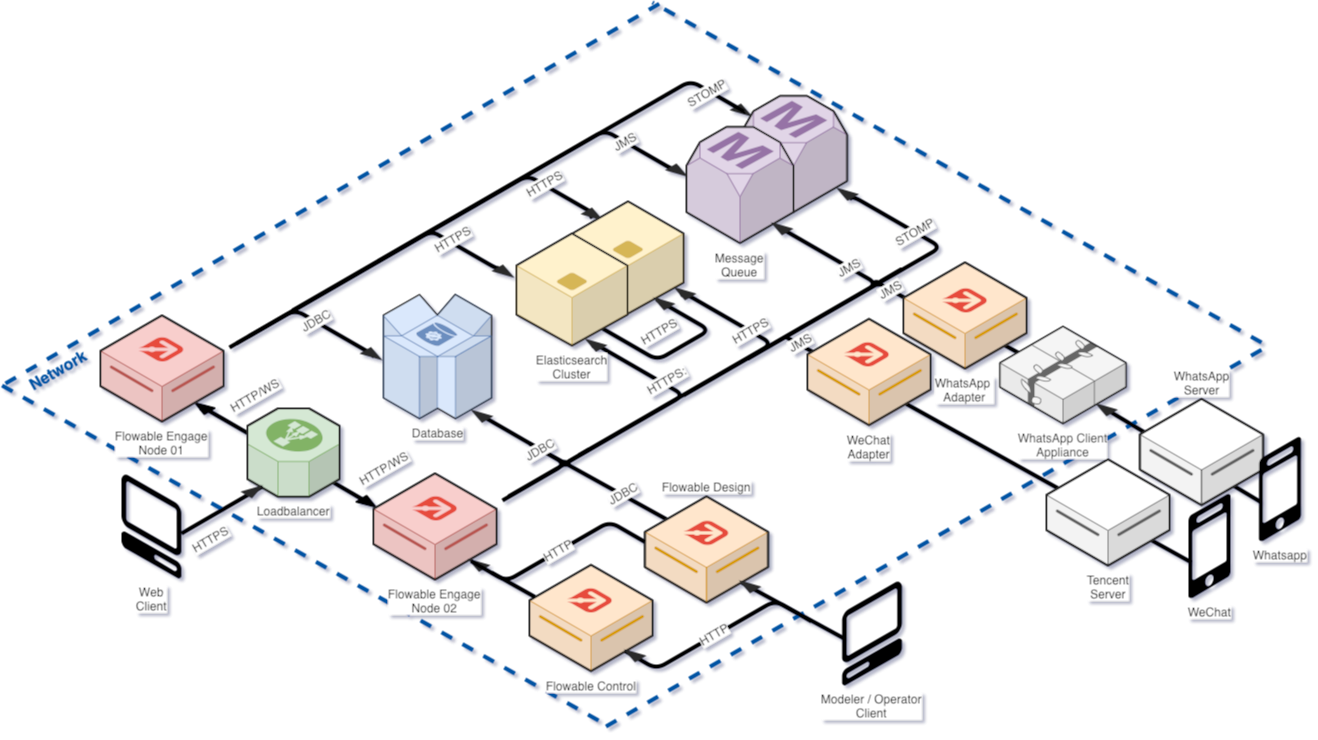 STOMP
JMS
HTTPS
HTTPS
JDBC
M
M
Message
Queue
STOMP
JMS
JMS
JMS
HTTPS
HTTPS
HTTPS:
Elasticsearch
Cluster
Database
Network
Flowable Engage
Node 01
HTTP/WS
HTTP/WS
Loadbalancer
HTTPS
Web
Client
Flowable Engage
Node 02
JDBC
JDBC
Flowable Design
HTTP
HTTP
Flowable Control
Modeler / Operator
Client
WhatsApp
Adapter
WeChat
Adapter
WhatsApp Client
Appliance
WhatsApp
Server
Tencent
Server
Whatsapp
WeChat